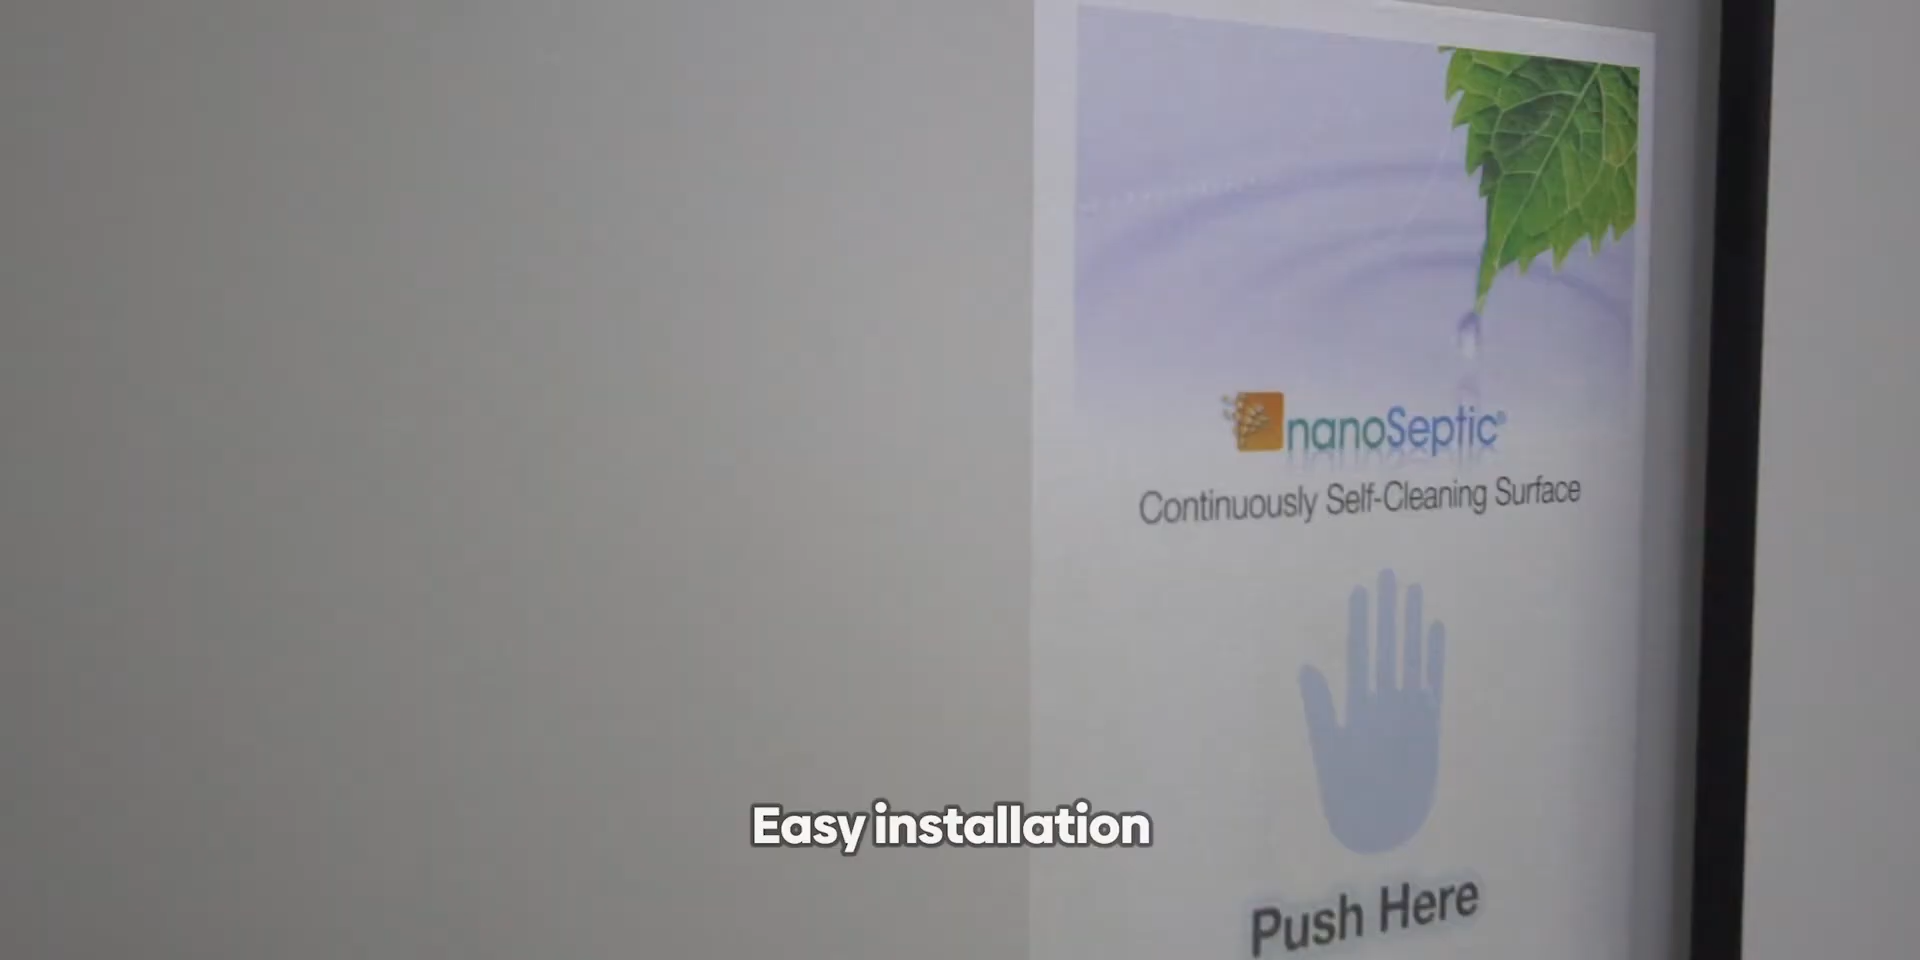 nanoSeptic®
Continuously Self-Cleaning Surface
Push Here
Easy installation